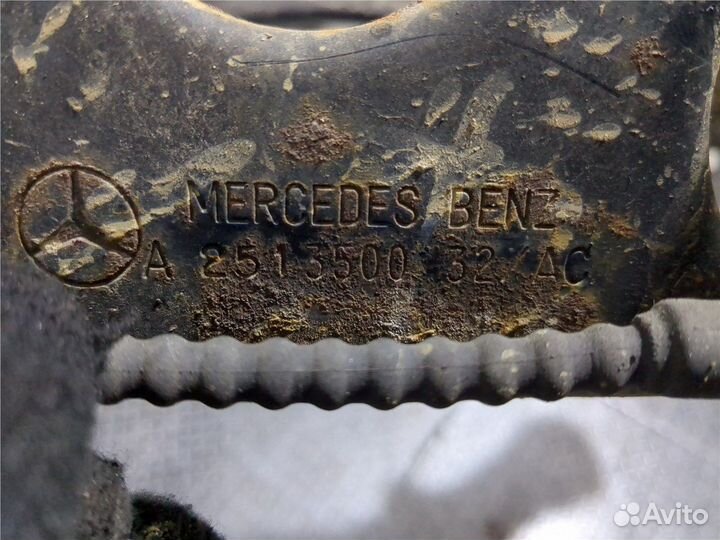 MERCEDES BENZ
A 2513500 32/AC
Avito